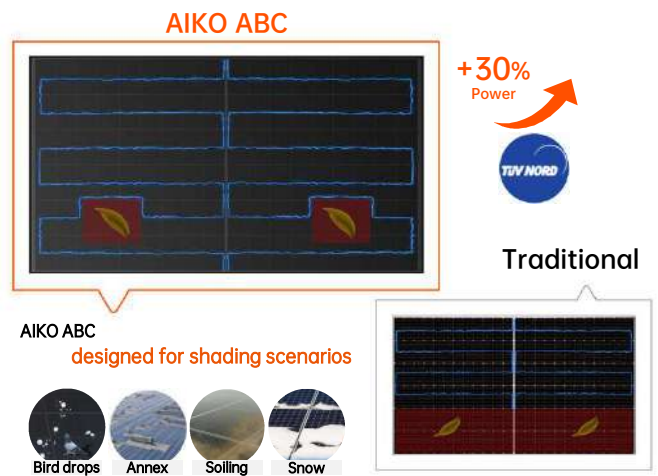 AIKO ABC
+30%
Power
TÜV NORD
Traditional
AIKO ABC
designed for shading scenarios
Bird drops
Annex
Soiling
Snow